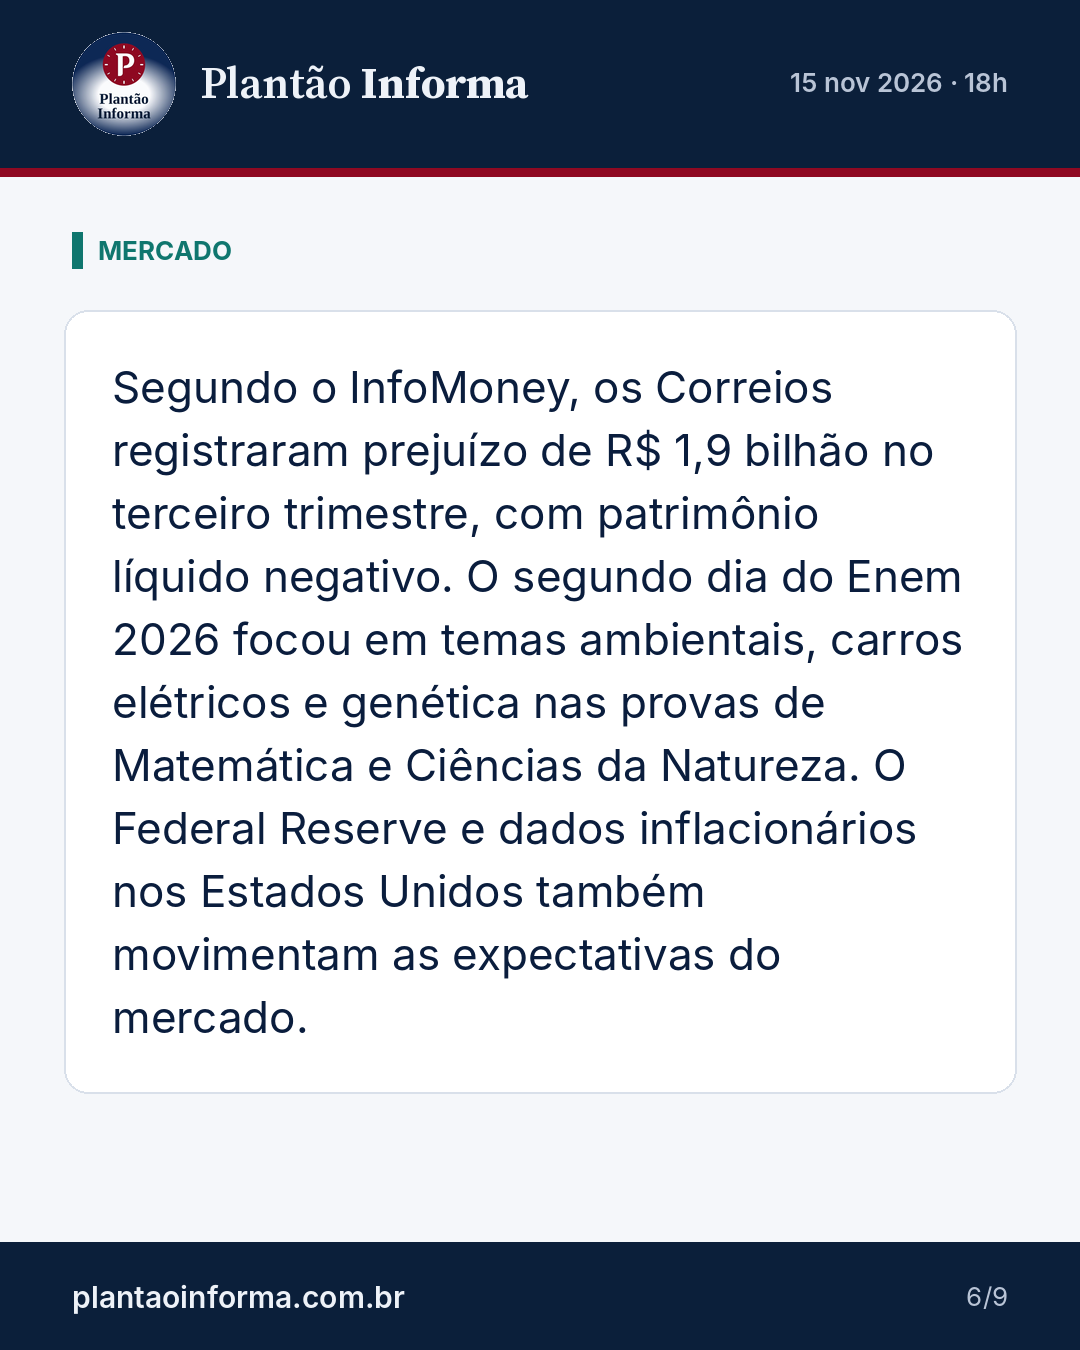 P
Plantão
Informa
Plantão Informa
15 nov 2026 · 18h
MERCADO
Segundo o InfoMoney, os Correios
registraram prejuízo de R$ 1,9 bilhão no
terceiro trimestre, com patrimônio
líquido negativo. O segundo dia do Enem
2026 focou em temas ambientais, carros
elétricos e genética nas provas de
Matemática e Ciências da Natureza. O
Federal Reserve e dados inflacionários
nos Estados Unidos também
movimentam as expectativas do
mercado.
plantaoinforma.com.br
6/9